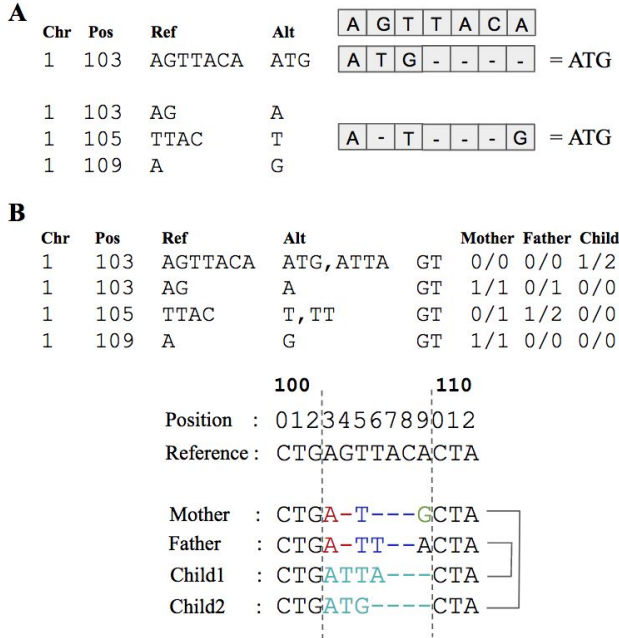 A
Chr Pos Ref Alt
A G T T A C A
1 103 AGTTACA ATG
A T G - - - - = ATG
1 103 AG A
1 105 TTAC T
A - T - - - G = ATG
1 109 A G
B
Chr Pos Ref Alt Mother Father Child
1 103 AGTTACA ATG,ATTA GT 0/0 0/0 1/2
1 103 AG A GT 1/1 0/1 0/0
1 105 TTAC T,TT GT 0/1 1/2 0/0
1 109 A G GT 1/1 0/0 0/0
100 110
Position : 0123456789012
Reference : CTGAGTTACACTA
Mother : CTGA-T---GCTA
Father : CTGA-TT--ACTA
Child1 : CTGATTA---CTA
Child2 : CTGATG----CTA